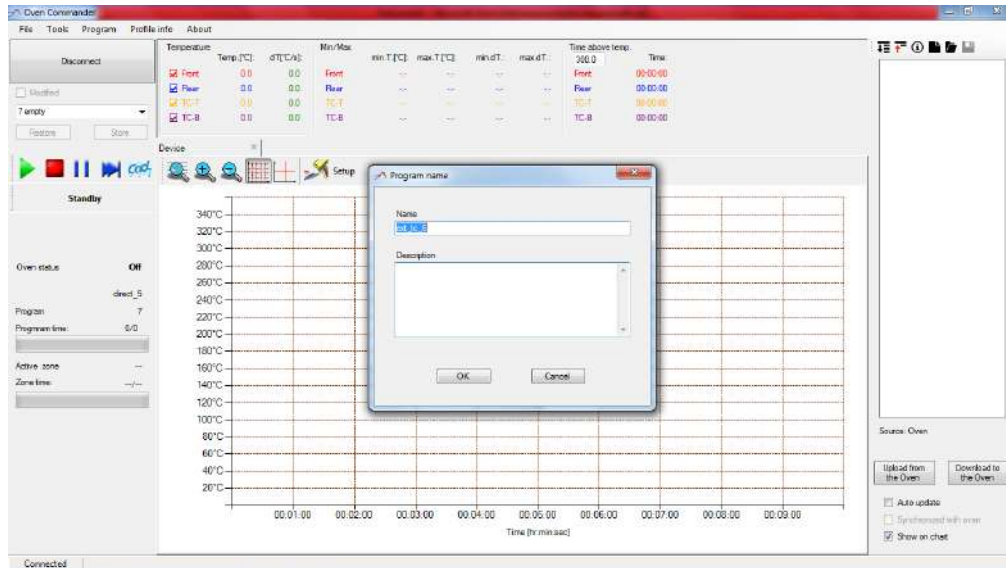 Oven Commander
File Tools Program Profile info About
Disconnect
Modified
7 empty
Restore Store
Temperature
Temp.[°C]: dT[°C/s]:
Front 0.0 0.0
Rear 0.0 0.0
TC-T 0.0 0.0
TC-B 0.0 0.0
Min/Max
min.T.[°C]: max.T.[°C]: min.dT.: max.dT.:
Front -.- -.- -.- -.-
Rear -.- -.- -.- -.-
TC-T -.- -.- -.- -.-
TC-B -.- -.- -.- -.-
Time above temp.
300.0 Time:
Front 00:00:00
Rear 00:00:00
TC-T 00:00:00
TC-B 00:00:00
Device
Setup
Standby
Oven status: Off
direct_5
Program 7
Programm time: 6/0
Active zone --
Zone time: --/--
Program name
Name
Description
OK Cancel
340°C
320°C
300°C
280°C
260°C
240°C
220°C
200°C
180°C
160°C
140°C
120°C
100°C
80°C
60°C
40°C
20°C
00:01:00 00:02:00 00:03:00 00:04:00 00:05:00 00:06:00 00:07:00 00:08:00 00:09:00
Time [hr:min:sec]
Source: Oven
Upload from the Oven
Download to the Oven
Auto update
Synchronized with oven
Show on chart
Connected